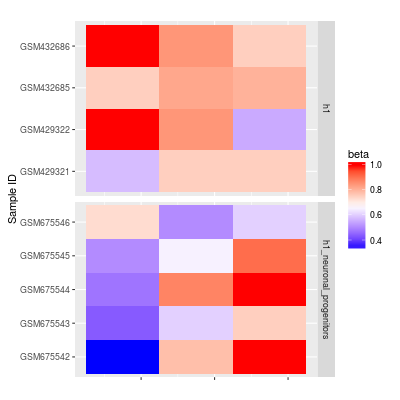 Sample ID
GSM432686
GSM432685
GSM429322
GSM429321
h1
GSM675546
GSM675545
GSM675544
GSM675543
GSM675542
h1_neuronal_progenitors
beta
1.0
0.8
0.6
0.4